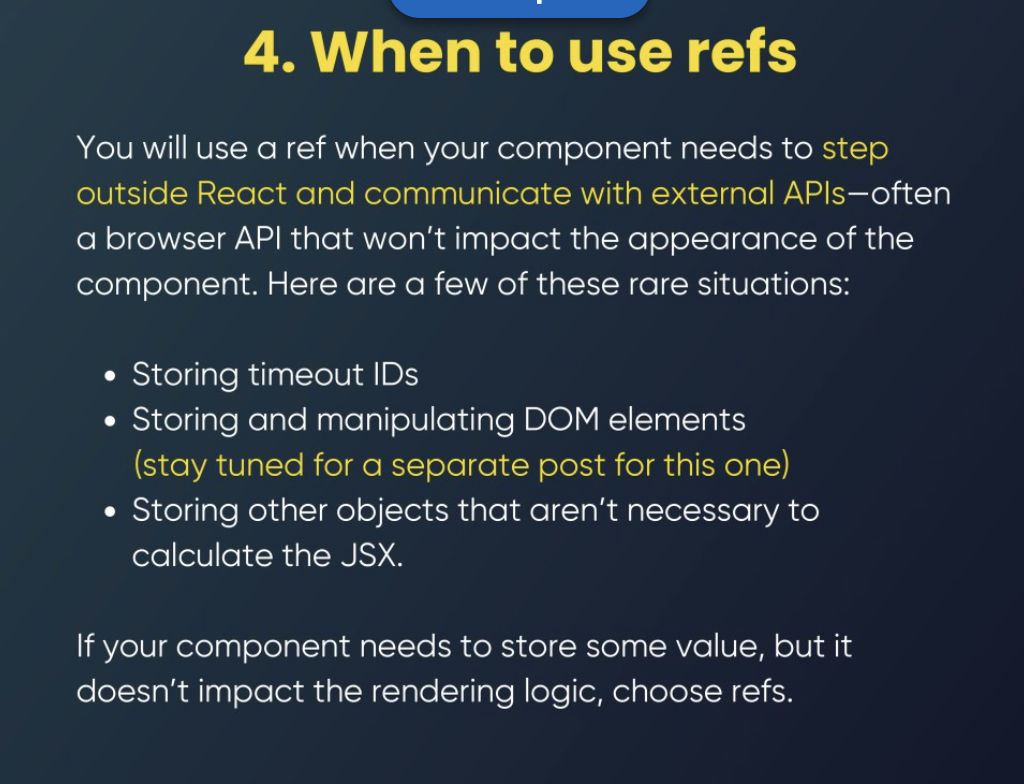 4. When to use refs
You will use a ref when your component needs to step
outside React and communicate with external APIs—often
a browser API that won’t impact the appearance of the
component. Here are a few of these rare situations:
• Storing timeout IDs
• Storing and manipulating DOM elements
(stay tuned for a separate post for this one)
• Storing other objects that aren’t necessary to
calculate the JSX.
If your component needs to store some value, but it
doesn’t impact the rendering logic, choose refs.